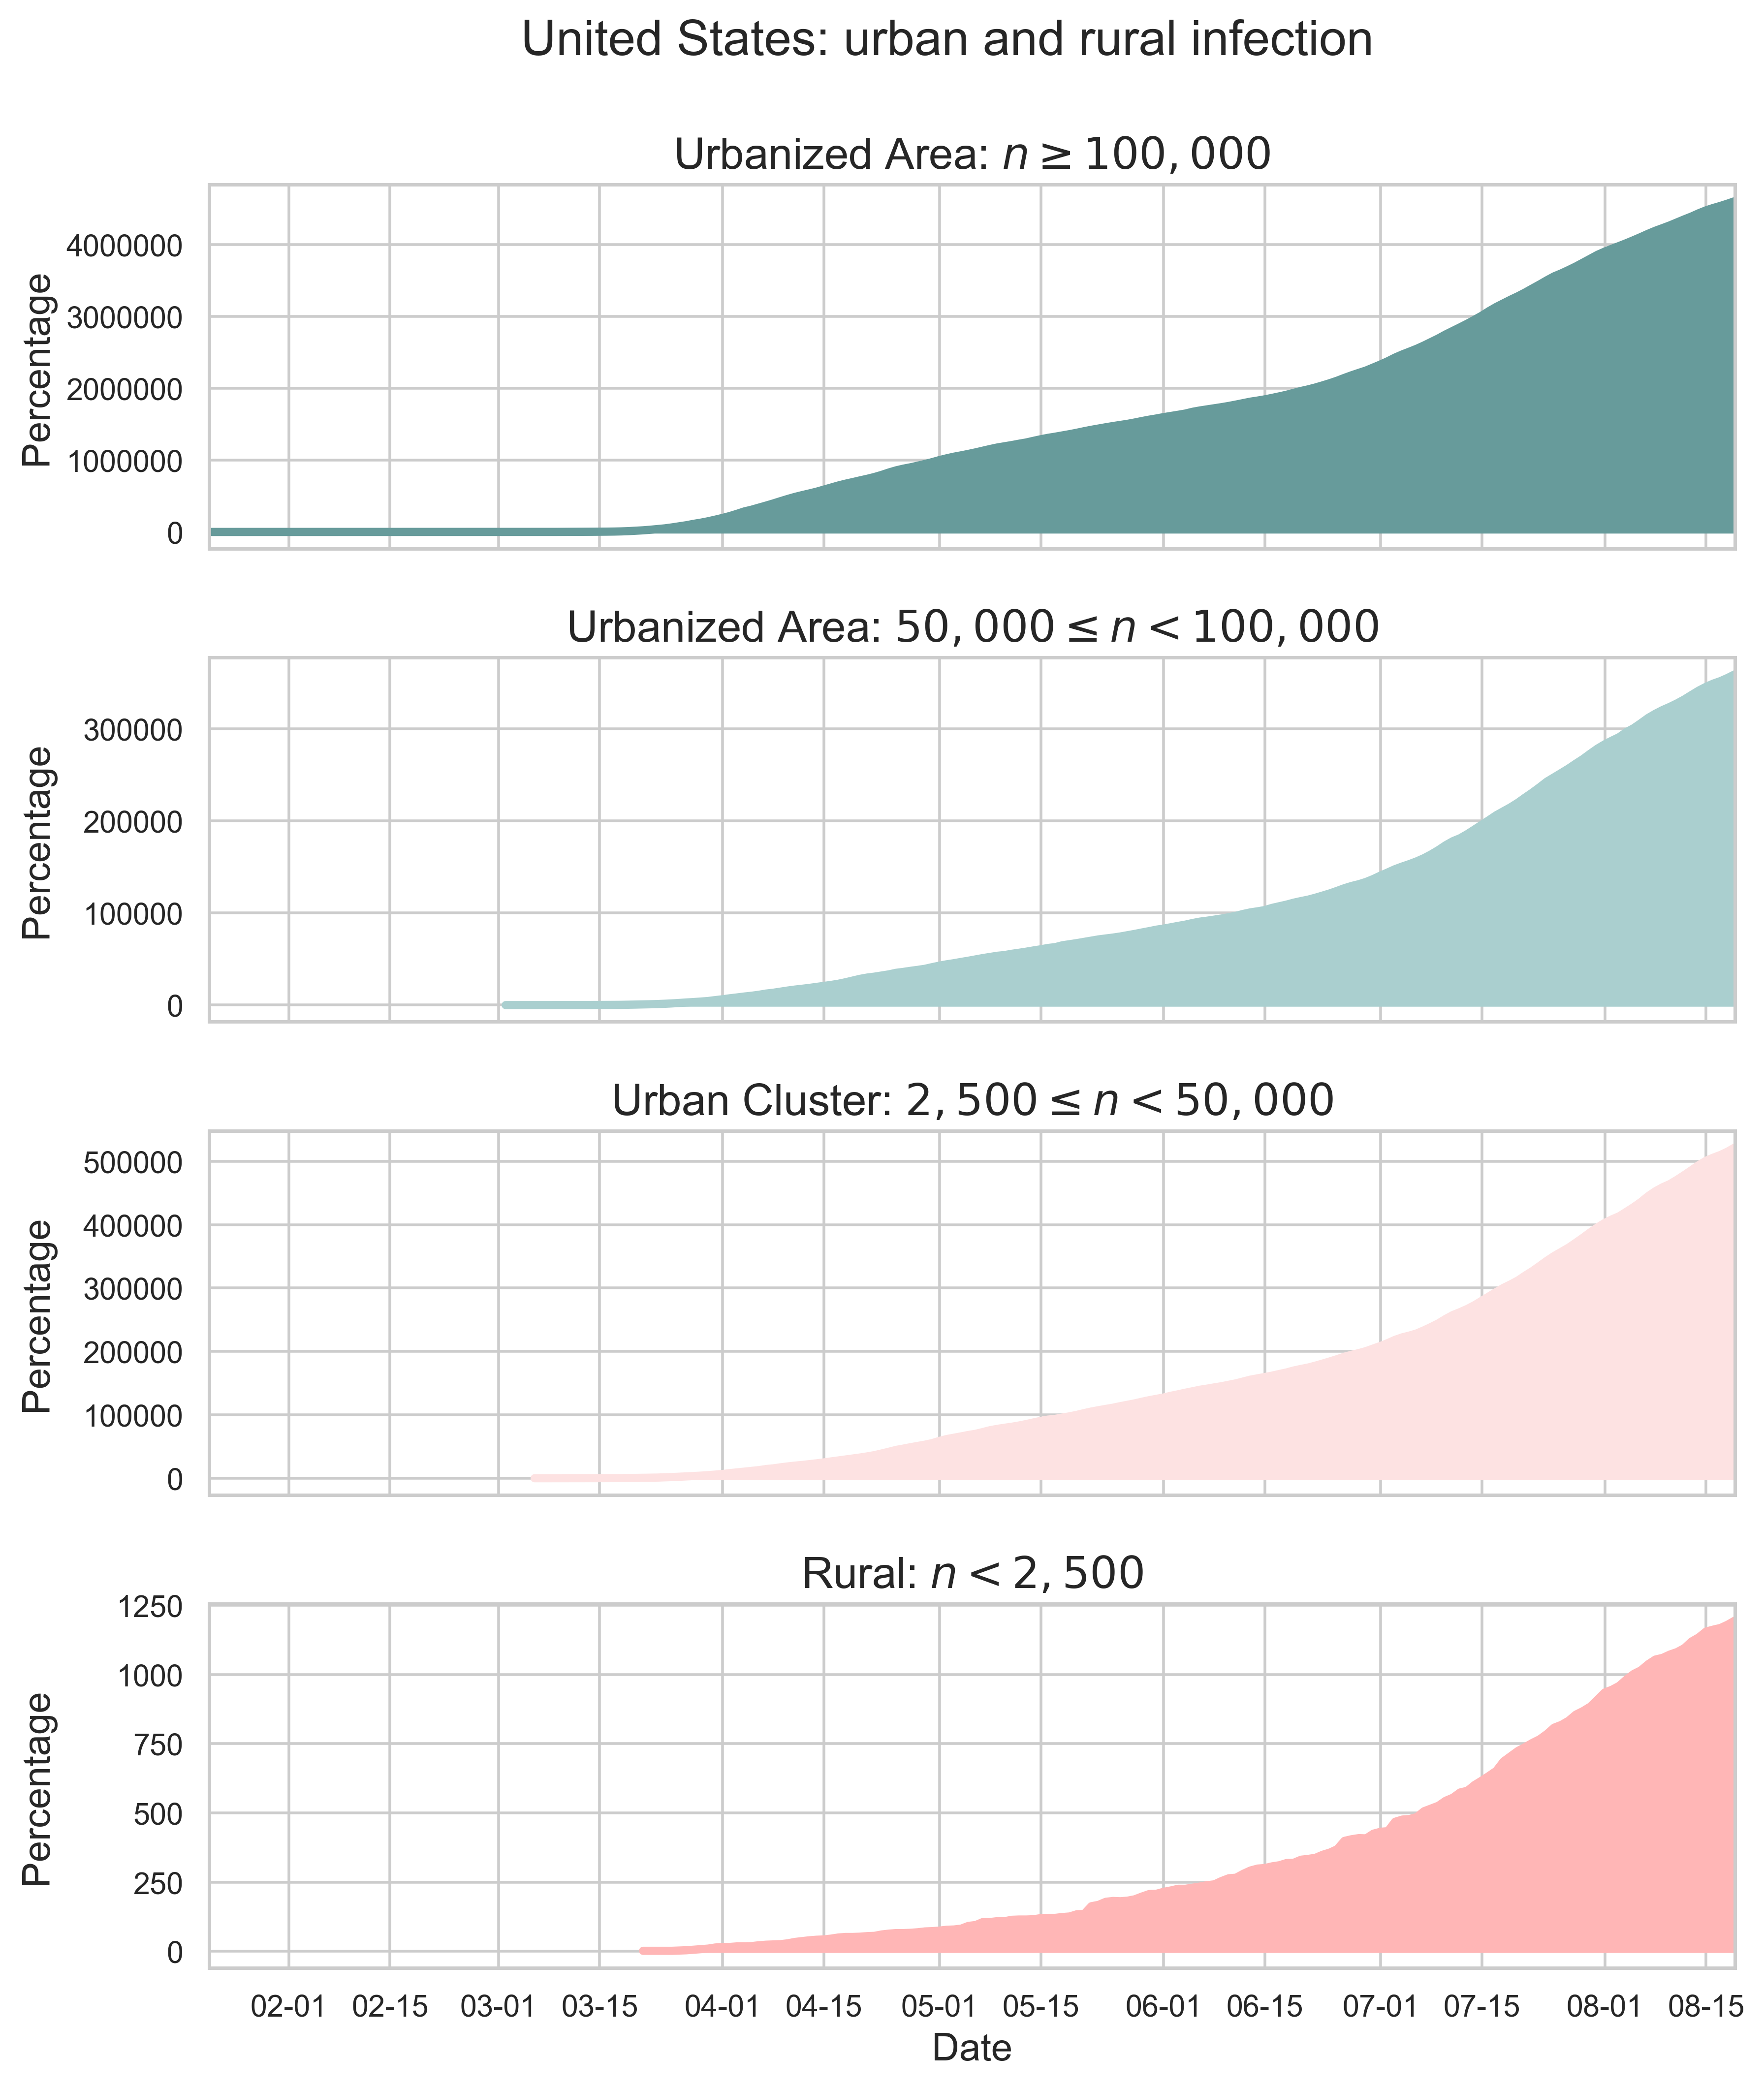 United States: urban and rural infection
Urbanized Area: n ≥ 100, 000
4000000
3000000
2000000
1000000
0
Percentage
Urbanized Area: 50, 000 ≤ n < 100, 000
300000
200000
100000
0
Percentage
Urban Cluster: 2, 500 ≤ n < 50, 000
500000
400000
300000
200000
100000
0
Percentage
Rural: n < 2, 500
1250
1000
750
500
250
0
Percentage
02-01 02-15 03-01 03-15 04-01 04-15 05-01 05-15 06-01 06-15 07-01 07-15 08-01 08-15
Date